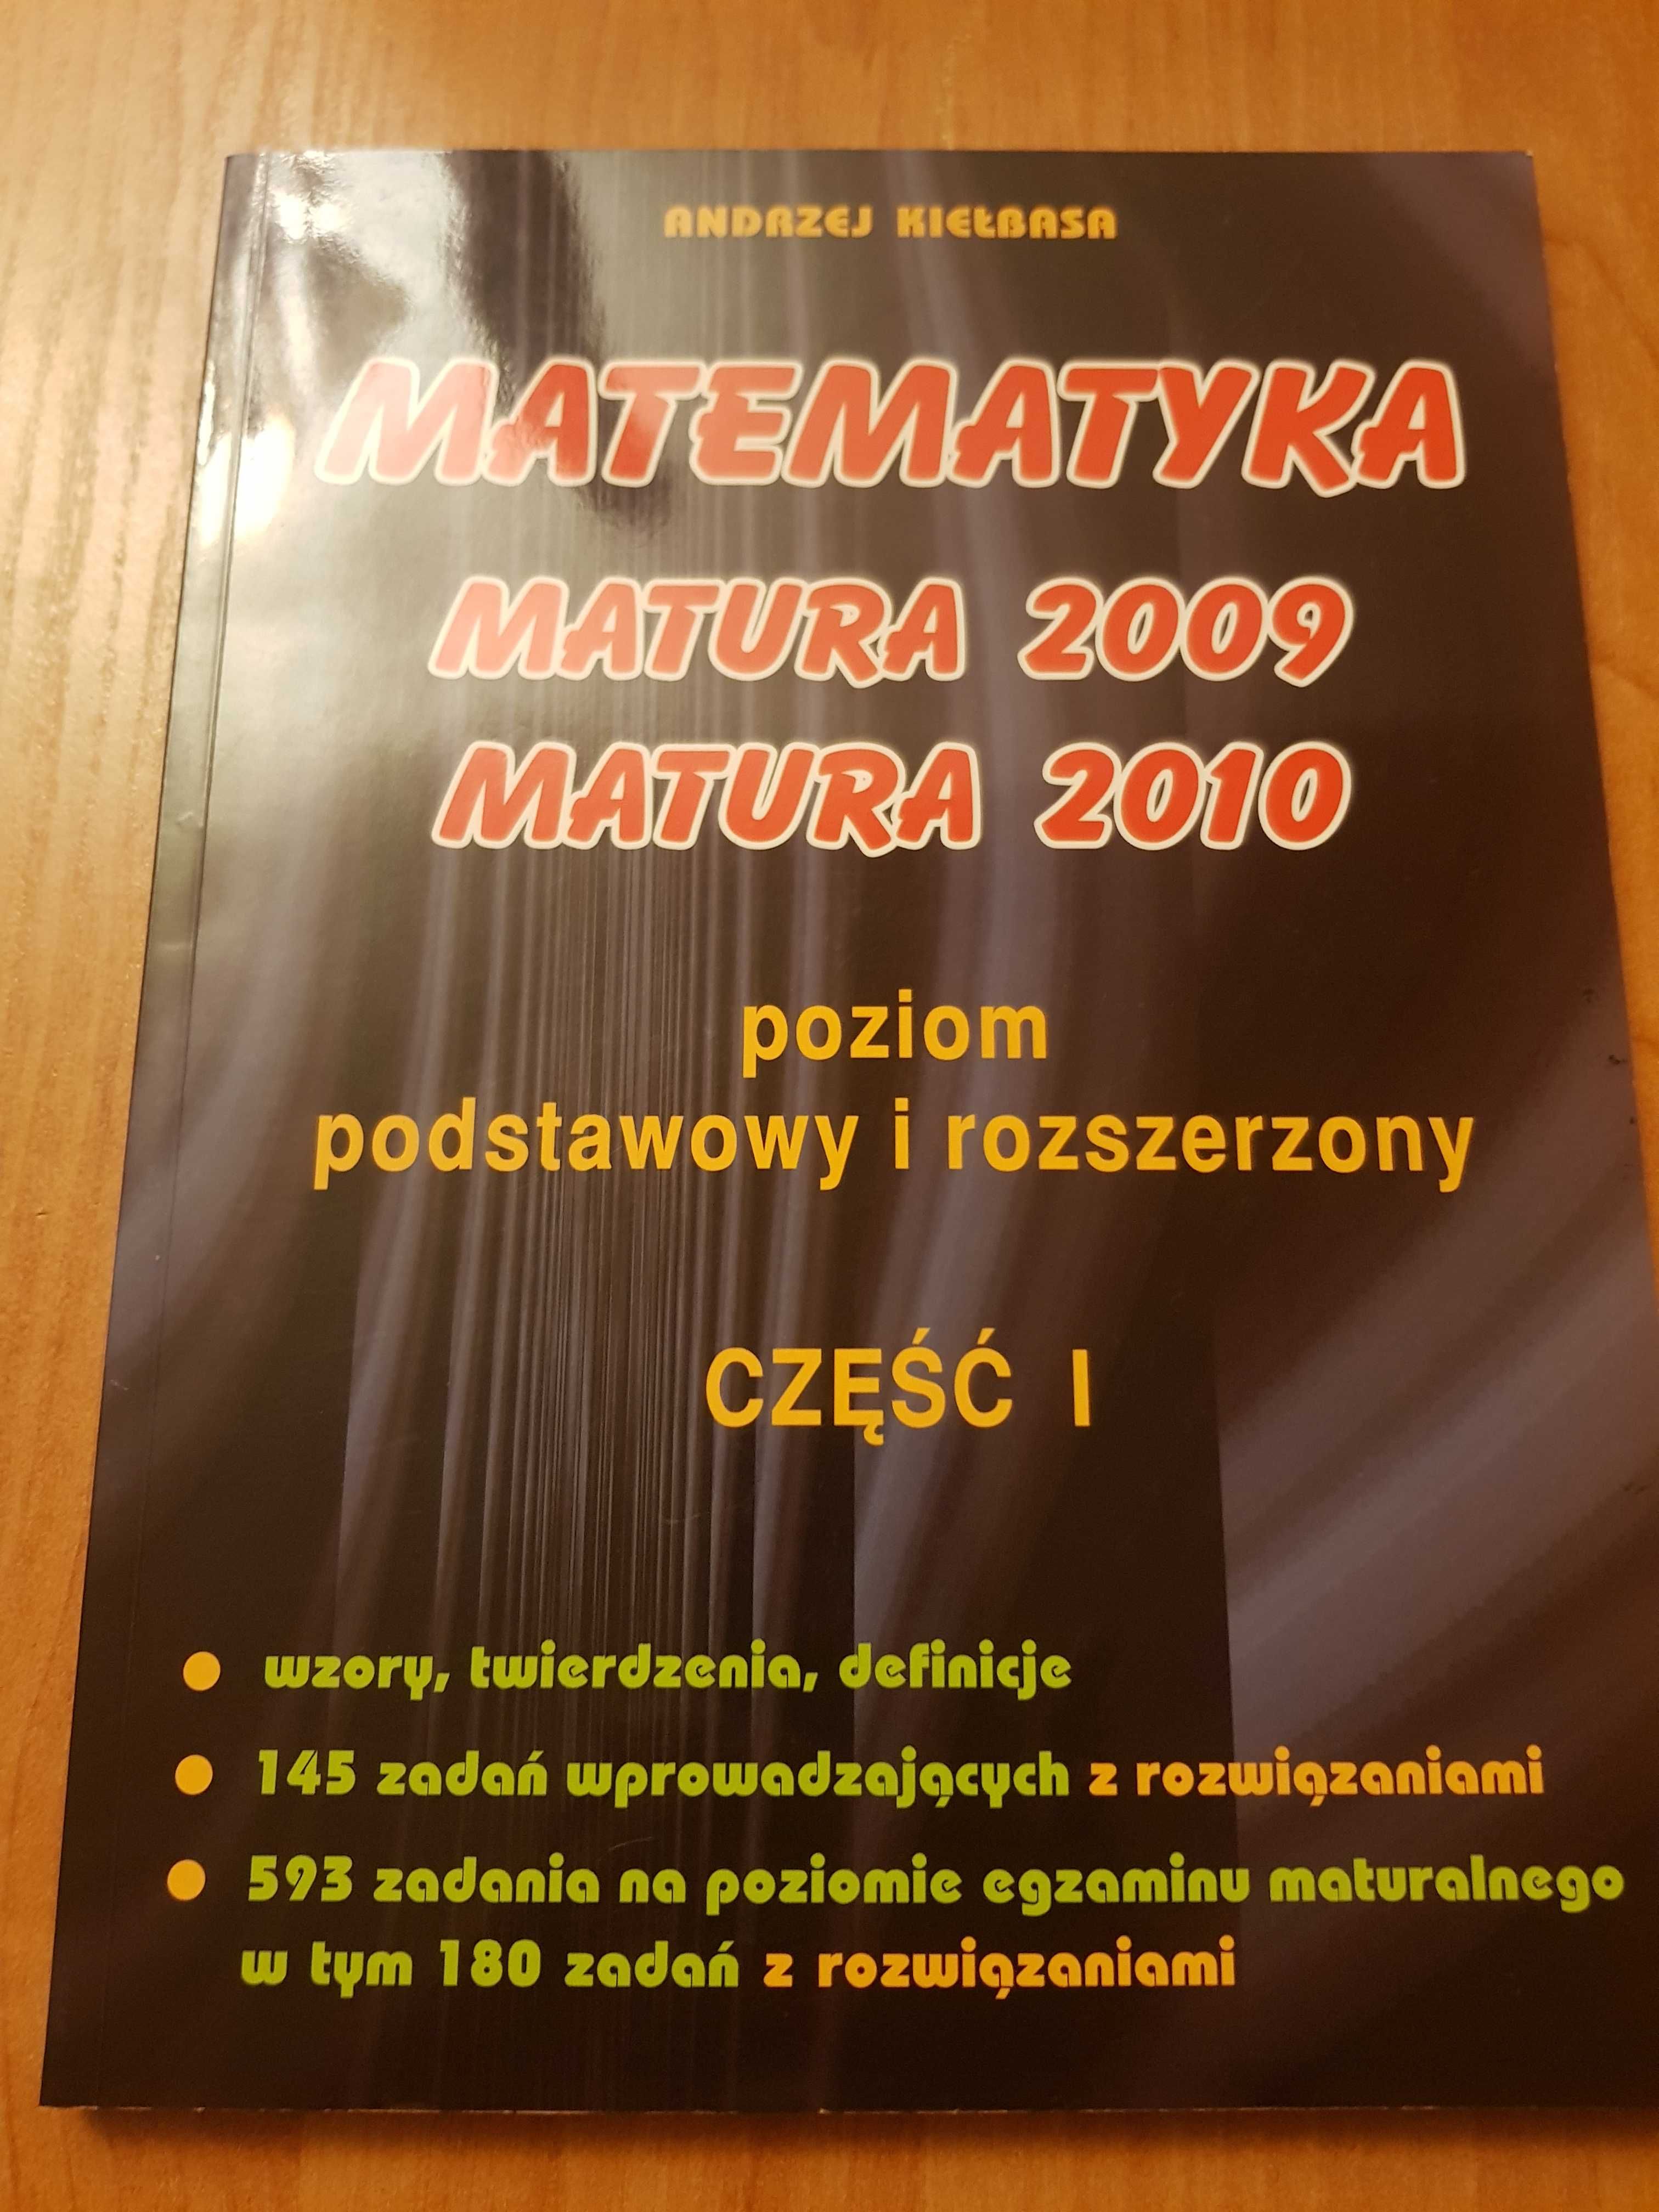 ANDRZEJ KIEŁBASA
MATEMATYKA
MATURA 2009
MATURA 2010
poziom
podstawowy i rozszerzony
CZĘŚĆ I
wzory, twierdzenia, definicje
145 zadań wprowadzających z rozwiązaniami
593 zadania na poziomie egzaminu maturalnego
w tym 180 zadań z rozwiązaniami